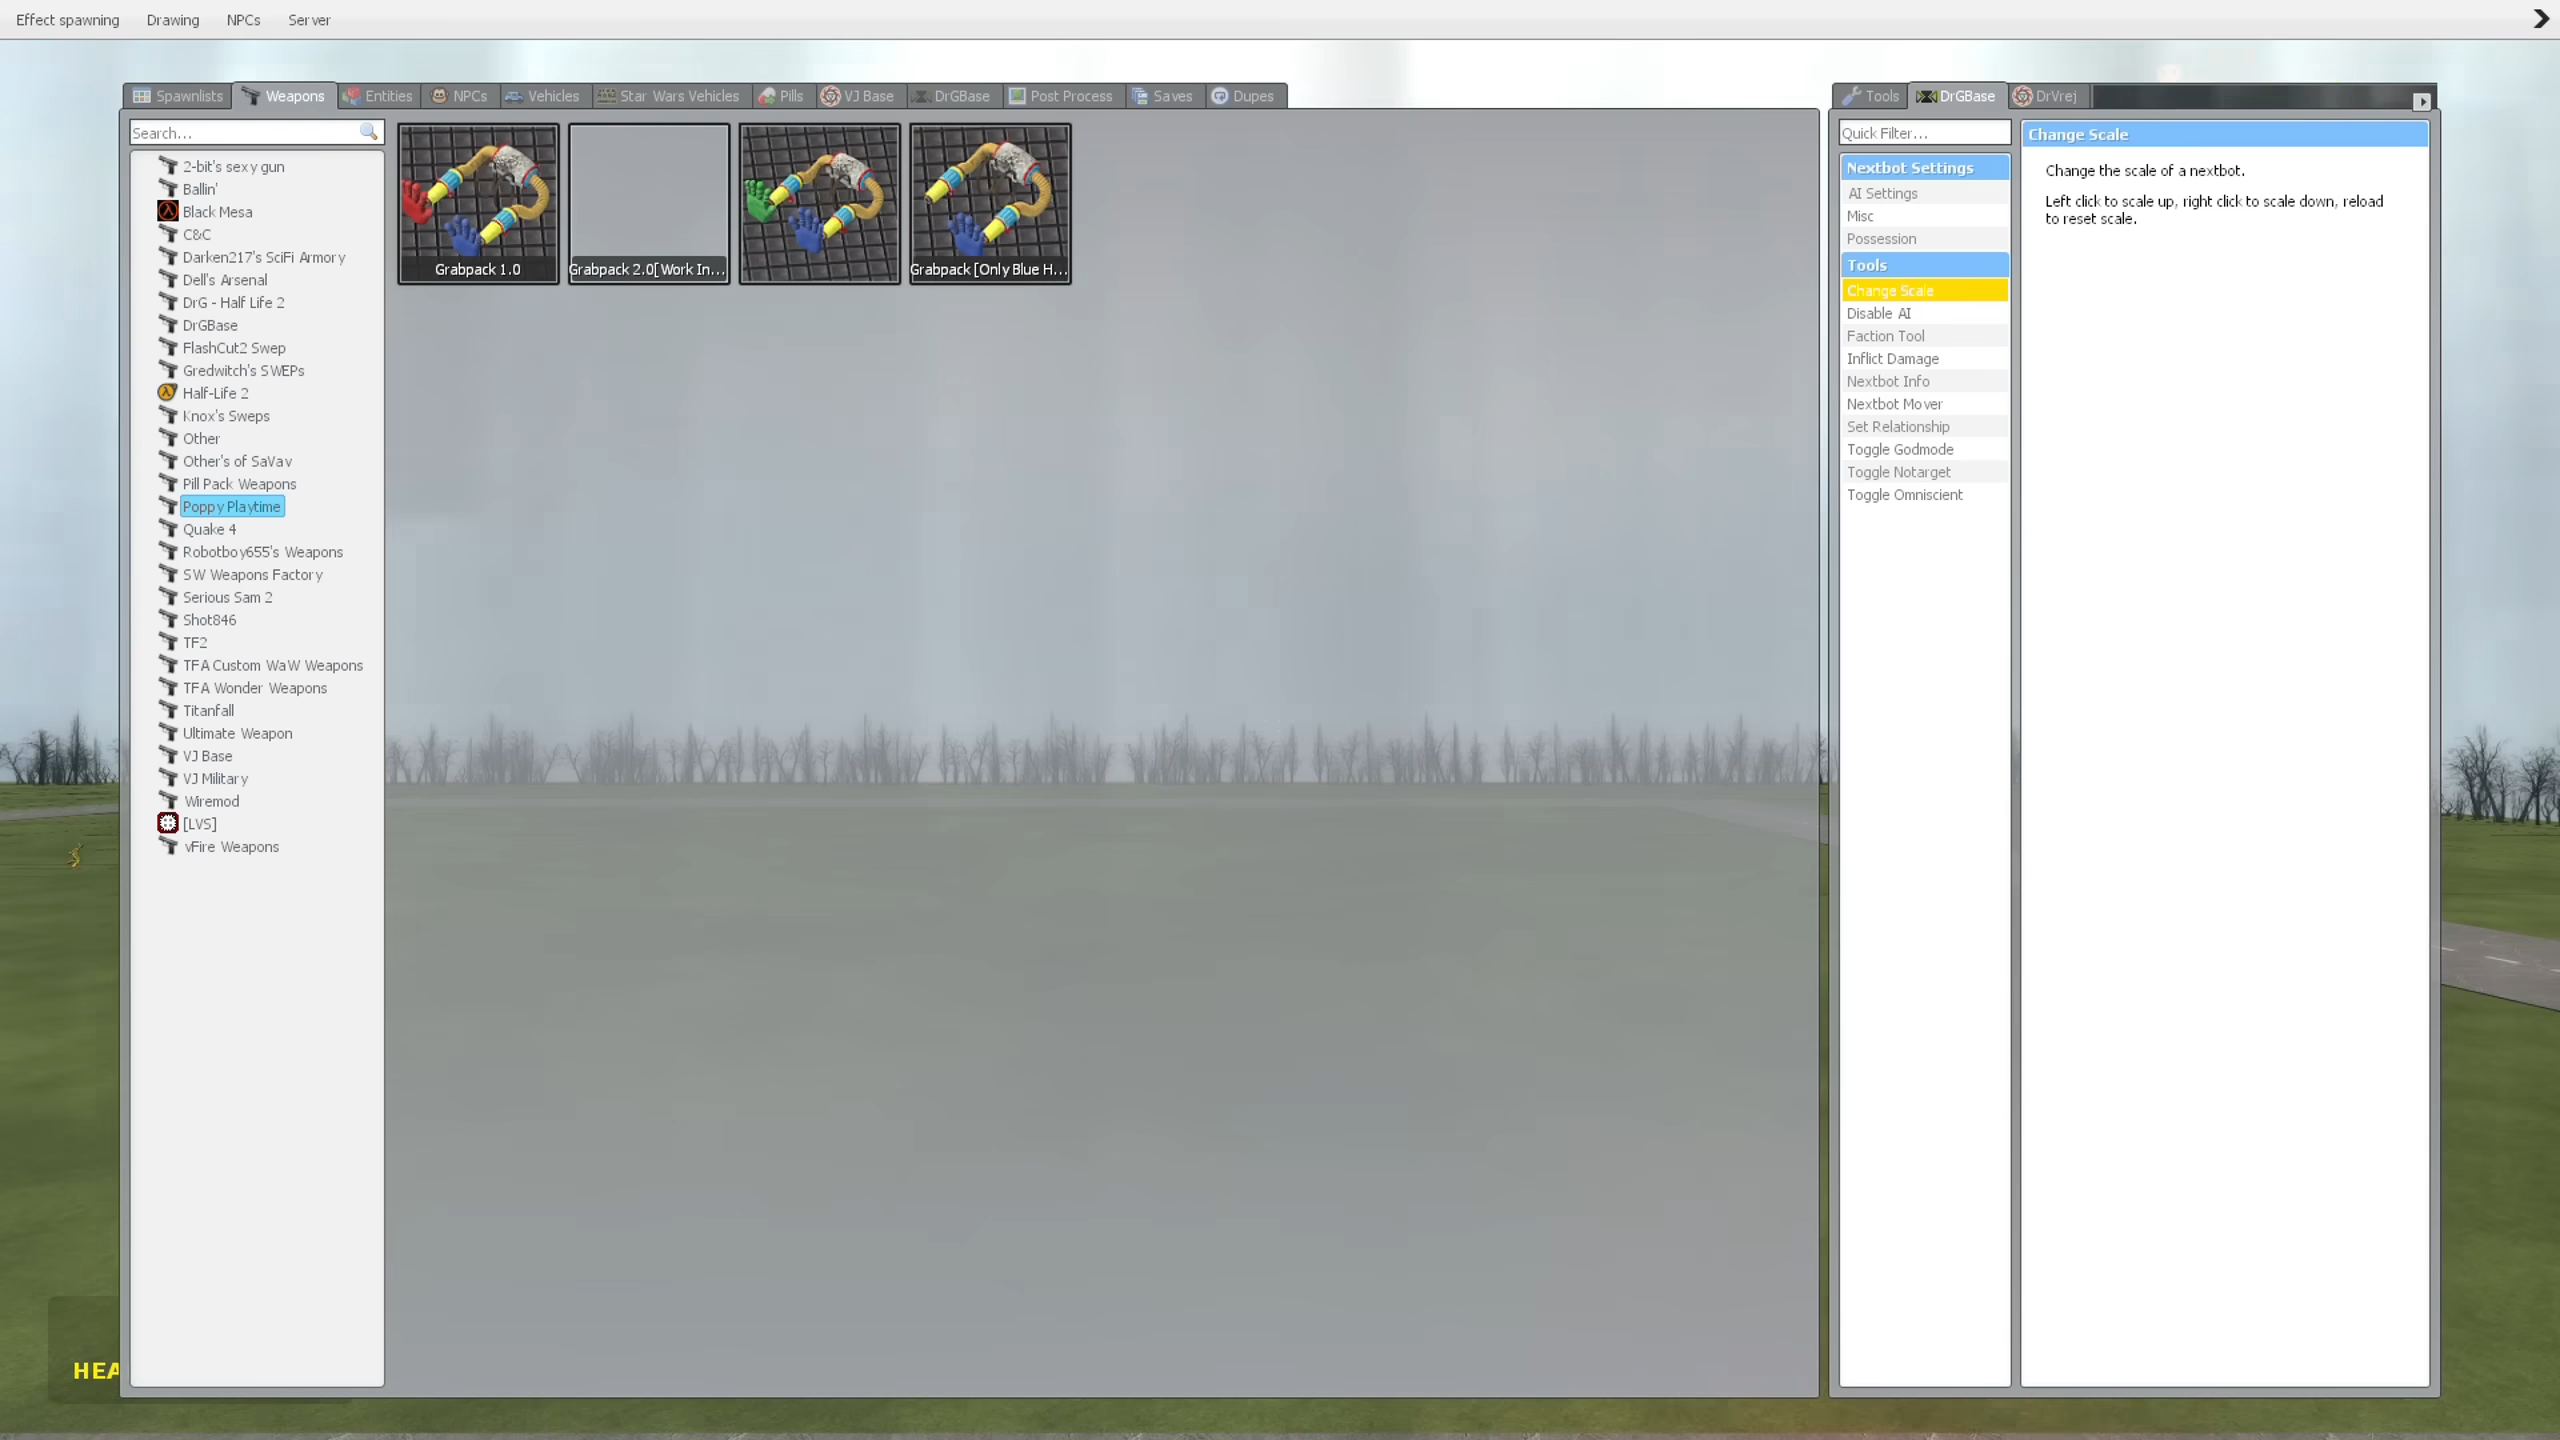 Effect spawning Drawing NPCs Server
Spawnlists Weapons Entities NPCs Vehicles Star Wars Vehicles Pills VJ Base DrGBase Post Process Saves Dupes
Search...
2-bit's sexy gun
Ballin'
Black Mesa
C&C
Darken217's SciFi Armory
Dell's Arsenal
DrG - Half Life 2
DrGBase
FlashCut2 Swep
Gredwitch's SWEPs
Half-Life 2
Knox's Sweps
Other
Other's of SaVav
Pill Pack Weapons
Poppy Playtime
Quake 4
Robotboy655's Weapons
SW Weapons Factory
Serious Sam 2
Shot846
TF2
TFA Custom WaW Weapons
TFA Wonder Weapons
Titanfall
Ultimate Weapon
VJ Base
VJ Military
Wiremod
[LVS]
vFire Weapons
Grabpack 1.0
Grabpack 2.0[Work In...
Grabpack [Only Blue H...
HEA
Tools DrGBase DrVrej
Quick Filter...
Nextbot Settings
AI Settings
Misc
Possession
Tools
Change Scale
Disable AI
Faction Tool
Inflict Damage
Nextbot Info
Nextbot Mover
Set Relationship
Toggle Godmode
Toggle Notarget
Toggle Omniscient
Change Scale
Change the scale of a nextbot.
Left click to scale up, right click to scale down, reload
to reset scale.